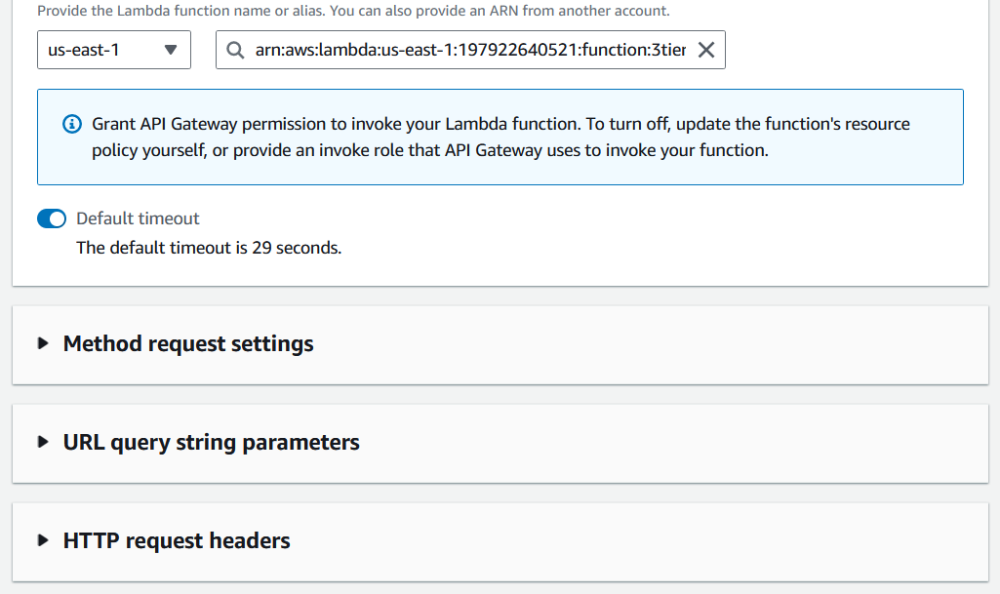 Provide the Lambda function name or alias. You can also provide an ARN from another account.
us-east-1
arn:aws:lambda:us-east-1:197922640521:function:3tier
Grant API Gateway permission to invoke your Lambda function. To turn off, update the function's resource
policy yourself, or provide an invoke role that API Gateway uses to invoke your function.
Default timeout
The default timeout is 29 seconds.
Method request settings
URL query string parameters
HTTP request headers